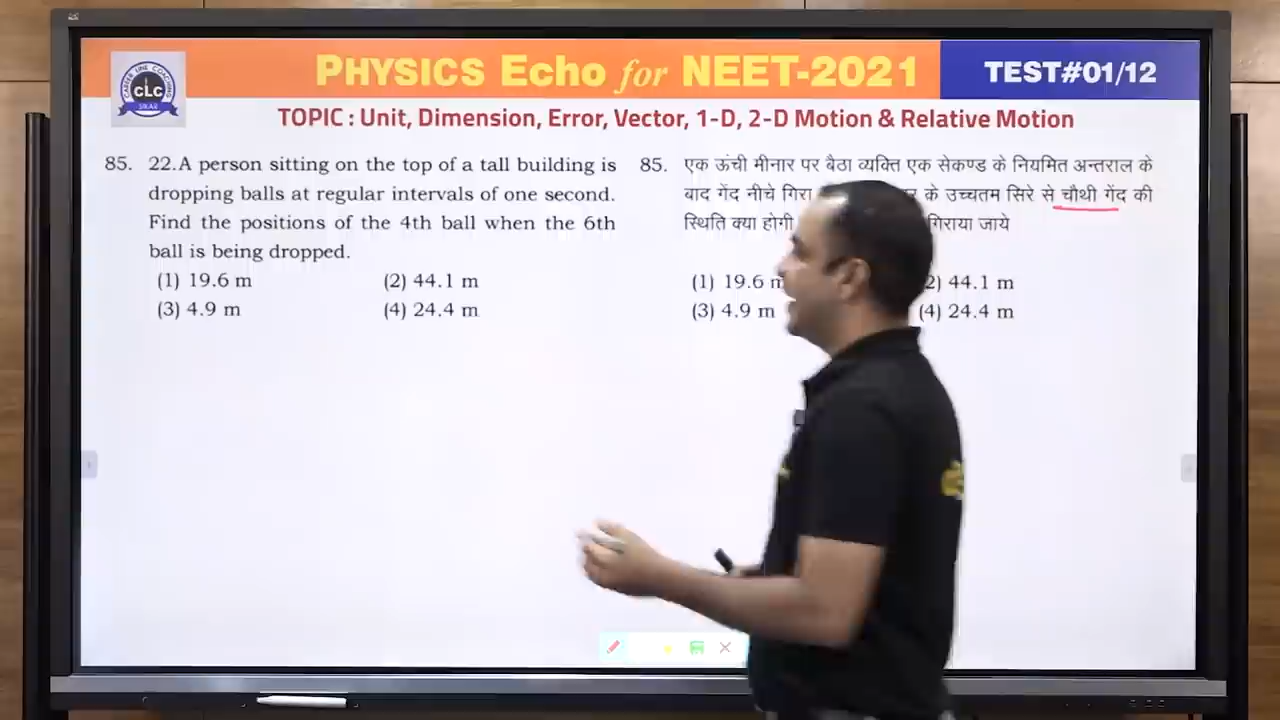 PHYSICS Echo for NEET-2021
TEST#01/12
CLC
SIKAR
TOPIC : Unit, Dimension, Error, Vector, 1-D, 2-D Motion & Relative Motion
85. 22.A person sitting on the top of a tall building is
dropping balls at regular intervals of one second.
Find the positions of the 4th ball when the 6th
ball is being dropped.
(1) 19.6 m (2) 44.1 m
(3) 4.9 m (4) 24.4 m
85. एक ऊंची मीनार पर बैठा व्यक्ति एक सेकण्ड के नियमित अन्तराल के
बाद गेंद नीचे गिरा के उच्चतम सिरे से चौथी गेंद की
स्थिति क्या होगी गिराया जाये
(1) 19.6 2) 44.1 m
(3) 4.9 m (4) 24.4 m